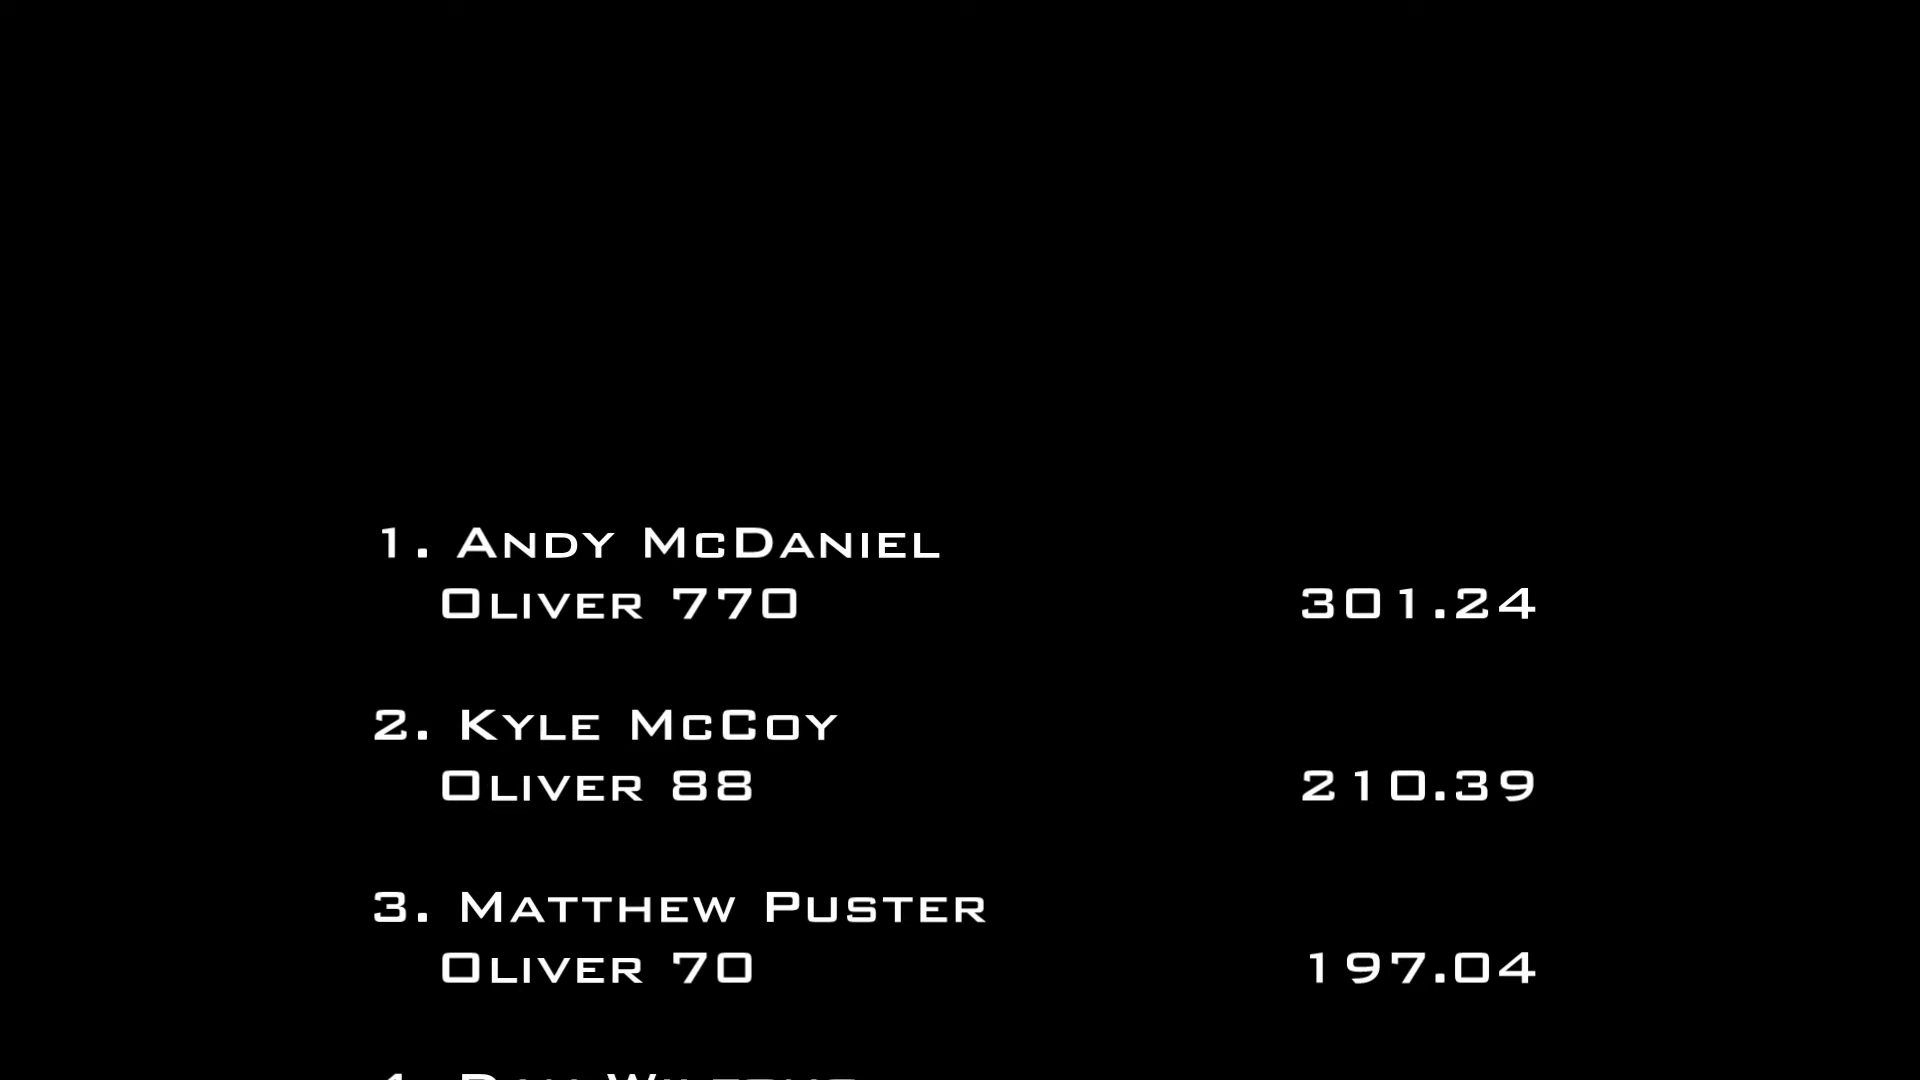 1. Andy McDaniel
Oliver 770 301.24
2. Kyle McCoy
Oliver 88 210.39
3. Matthew Puster
Oliver 70 197.04